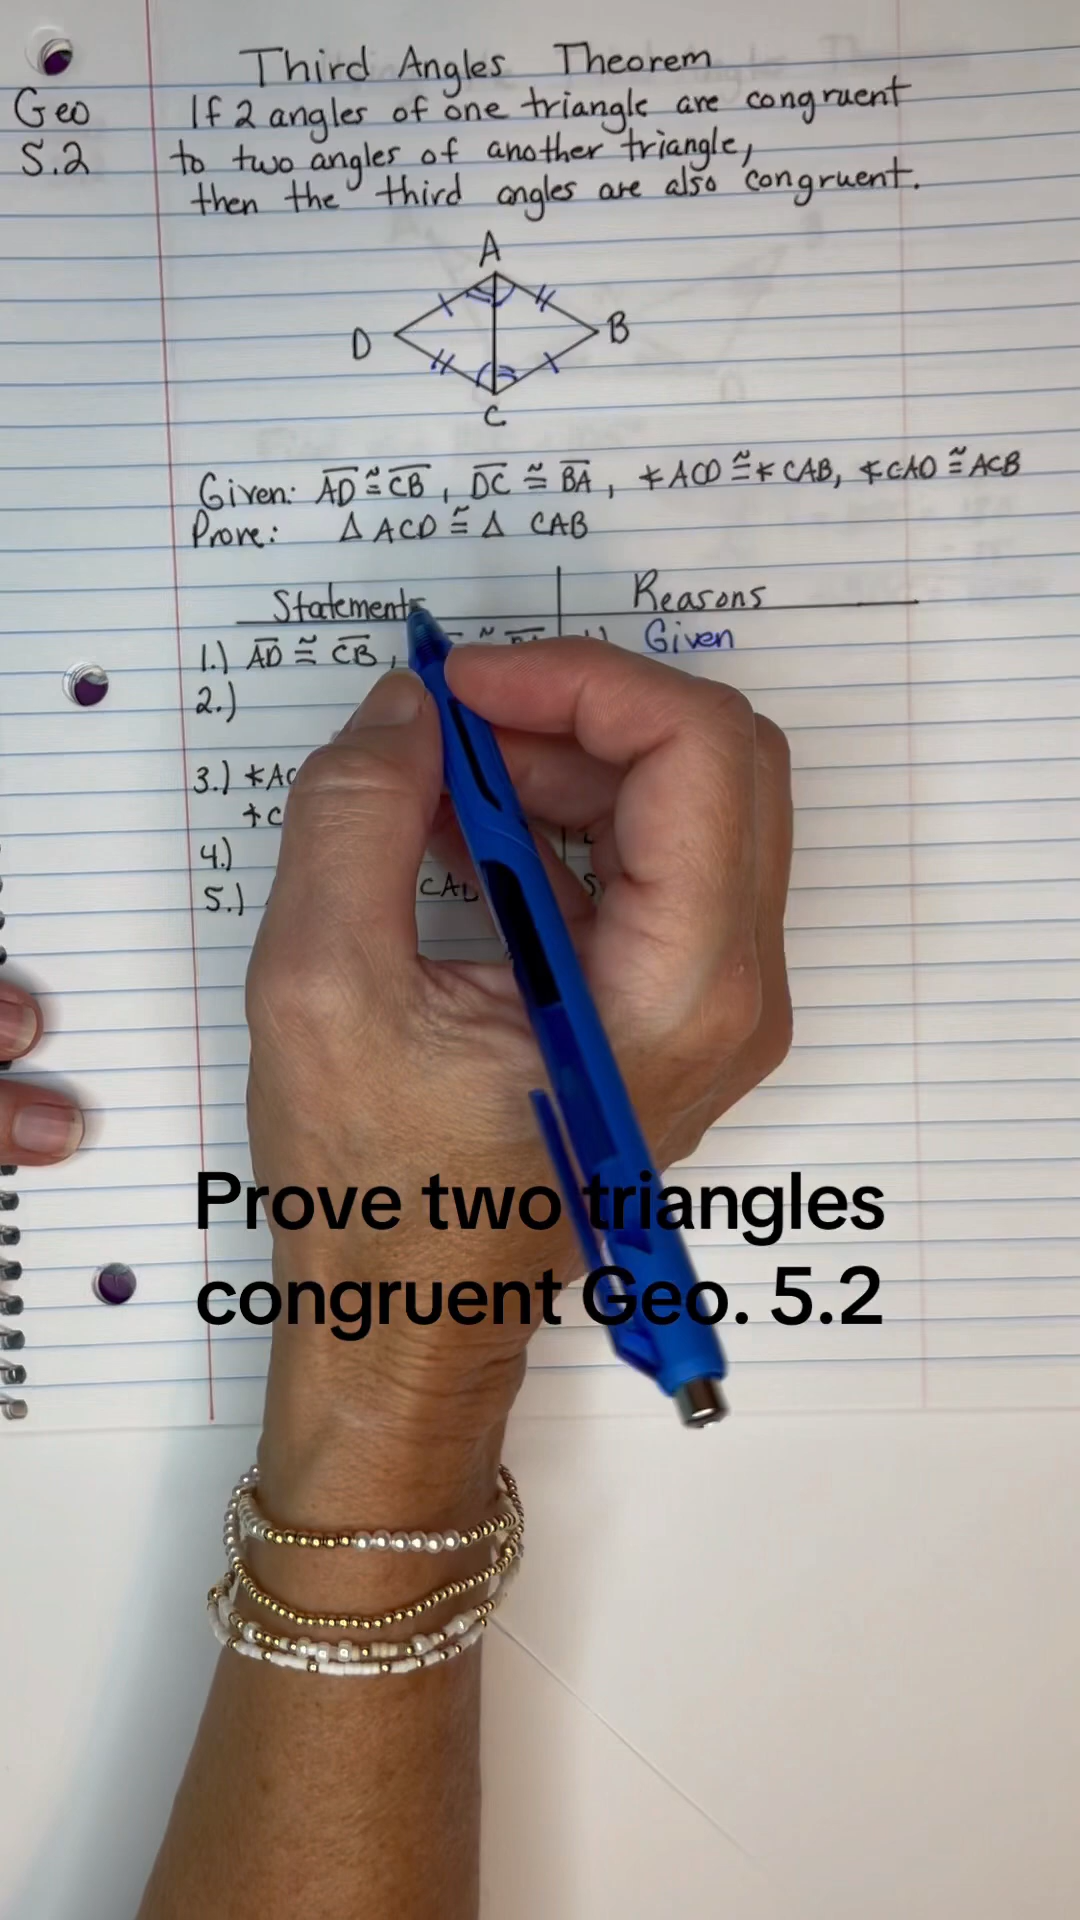 Third Angles Theorem
Geo
5.2
If 2 angles of one triangle are congruent
to two angles of another triangle,
then the third angles are also congruent.
A
D
B
C
Given: AD ≅ CB, DC ≅ BA, ∡ACD ≅ ∡CAB, ∡CAD ≅ ACB
Prove: △ ACD ≅ △ CAB
Statements Reasons
1.) AD ≅ CB, Given
2.)
3.) ∡AC
∡C
4.)
5.) 5
Prove two triangles
congruent Geo. 5.2